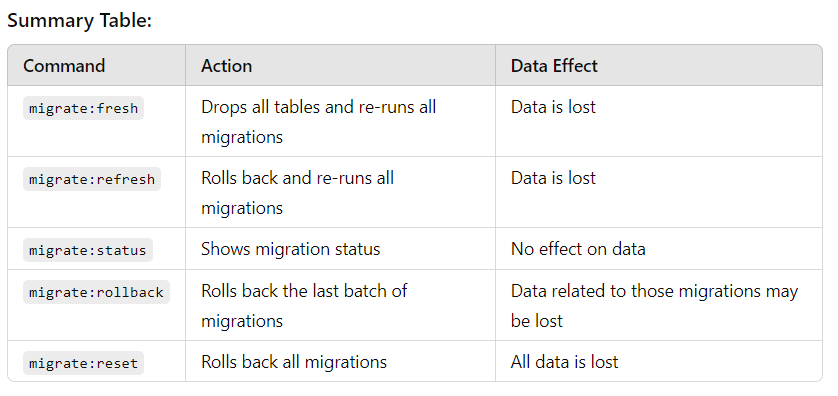 Summary Table:
Command Action Data Effect
migrate:fresh Drops all tables and re-runs all Data is lost
migrations
migrate:refresh Rolls back and re-runs all Data is lost
migrations
migrate:status Shows migration status No effect on data
migrate:rollback Rolls back the last batch of Data related to those migrations may
migrations be lost
migrate:reset Rolls back all migrations All data is lost